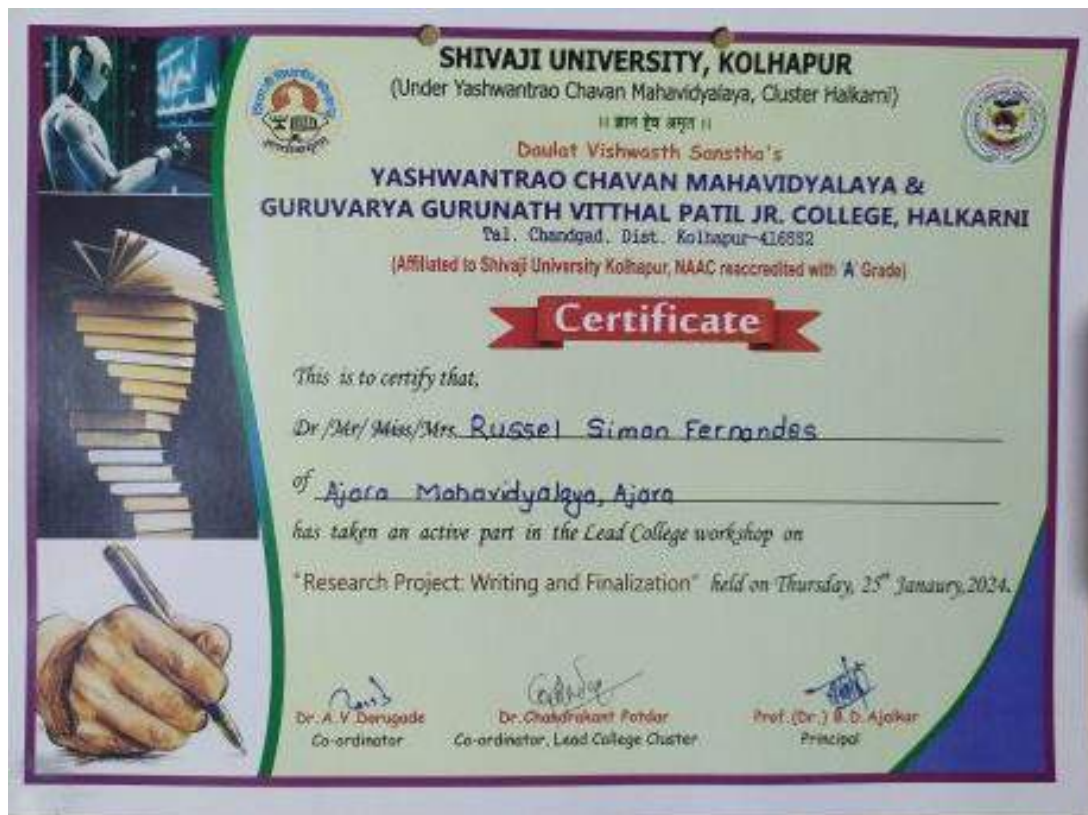 SHIVAJI UNIVERSITY, KOLHAPUR
(Under Yashwantrao Chavan Mahavidyalaya, Cluster Halkarni)
॥ ज्ञान हेच अमृत ॥
Daulat Vishwasth Sanstha's
YASHWANTRAO CHAVAN MAHAVIDYALAYA &
GURUVARYA GURUNATH VITTHAL PATIL JR. COLLEGE, HALKARNI
Tal. Chandgad, Dist. Kolhapur-416552
(Affiliated to Shivaji University Kolhapur, NAAC reaccredited with 'A' Grade)
Certificate
This is to certify that,
Dr /Mr/ Miss/Mrs. Russel Simon Fernandes
of Ajara Mahavidyalaya, Ajara
has taken an active part in the Lead College workshop on
"Research Project: Writing and Finalization" held on Thursday, 25th Janaury,2024.
Dr. A.V Dorugade Dr. Chandrakant Potdar Prof. (Dr.) B. D. Ajalkar
Co-ordinator Co-ordinator, Lead College Cluster Principal